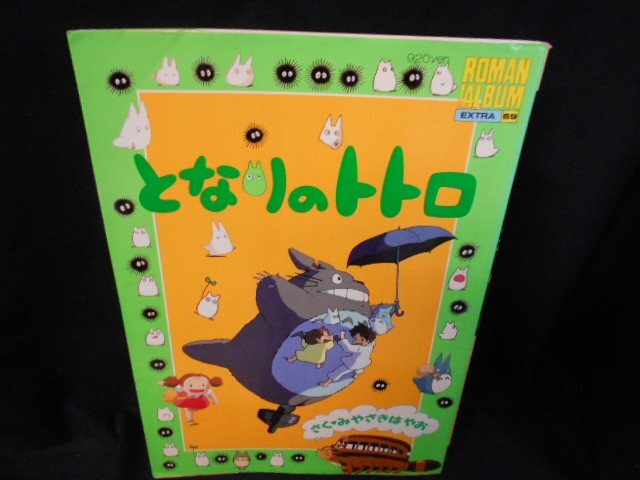 920yen
ROMAN
ALBUM
EXTRA 69
となりのトトロ
さく・みやざきはやお